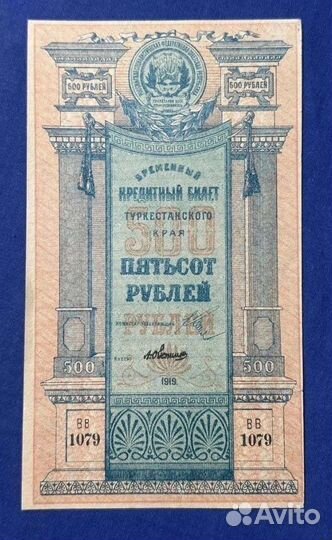 500 РУБЛЕЙ
500 РУБЛЕЙ
ВРЕМЕННЫЙ
КРЕДИТНЫЙ БИЛЕТ
ТУРКЕСТАНСКОГО
КРАЯ
500
ПЯТЬСОТ
РУБЛЕЙ
РУБЛЕЙ
500
500
1919.
ВВ
1079
ВВ
1079
Avito